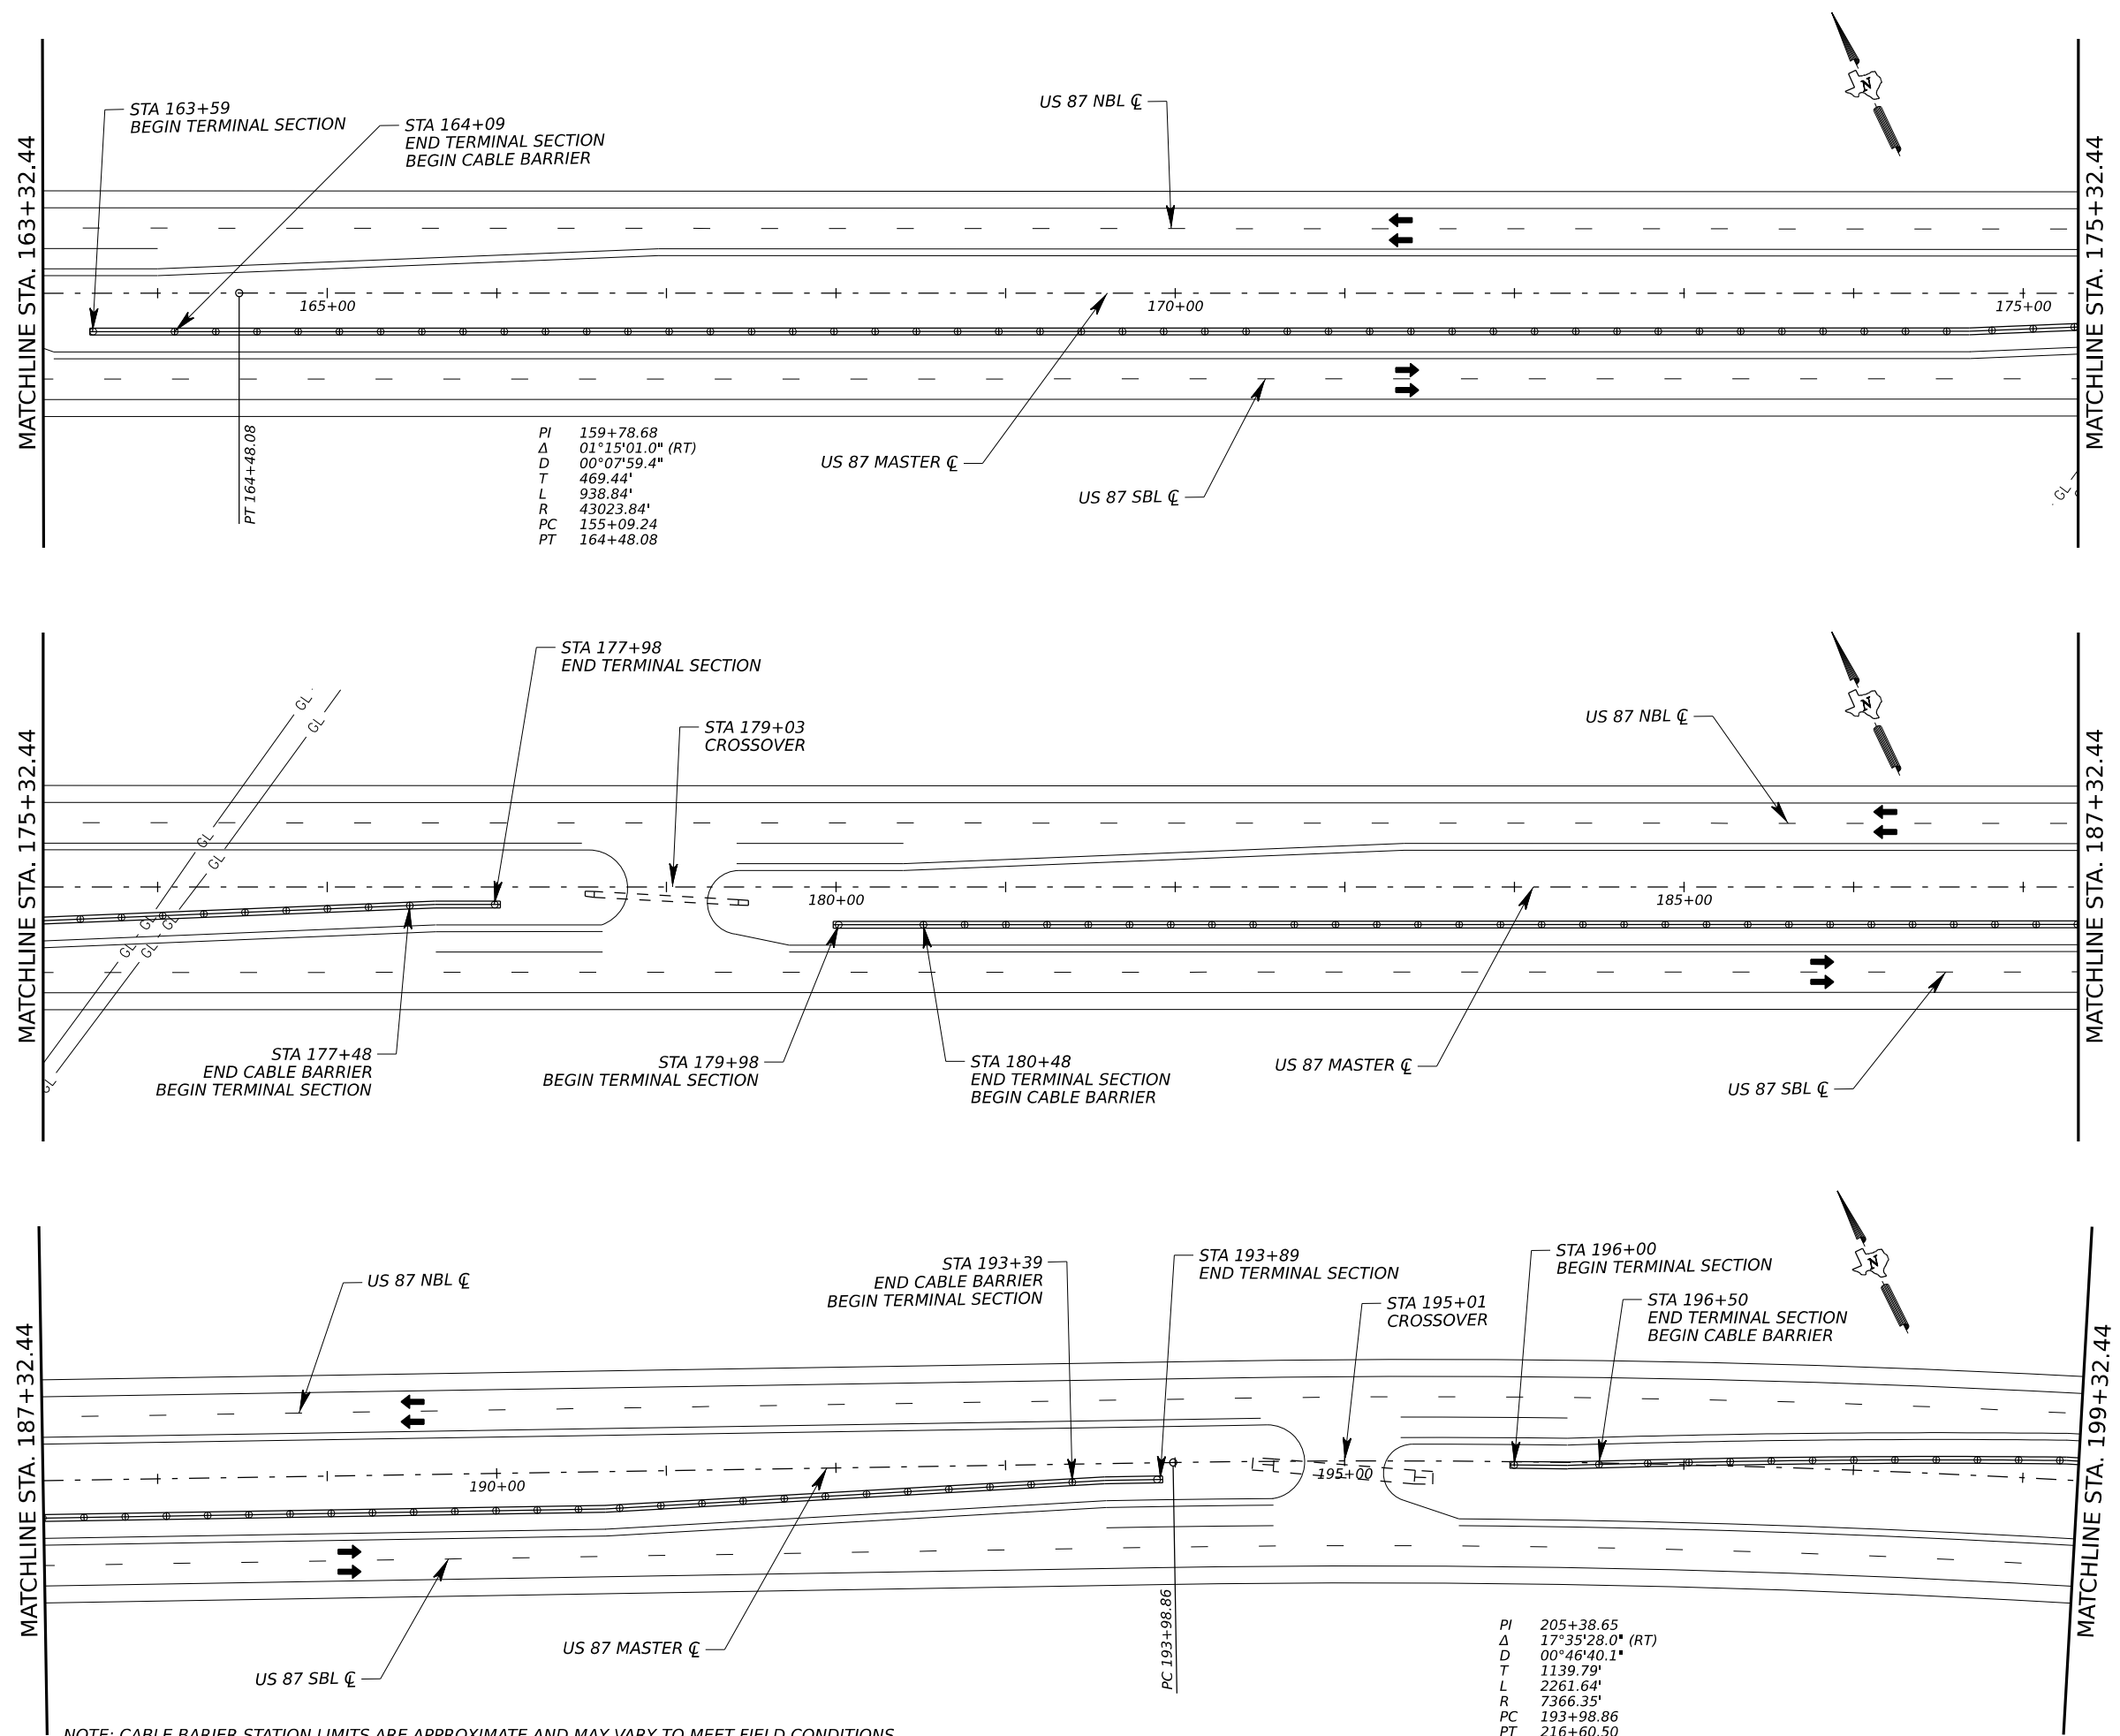 STA 163+59
BEGIN TERMINAL SECTION
STA 164+09
END TERMINAL SECTION
BEGIN CABLE BARRIER
US 87 NBL ℄
N
MATCHLINE STA. 163+32.44
MATCHLINE STA. 175+32.44
165+00
170+00
175+00
PT 164+48.08
PI 159+78.68
Δ 01°15'01.0" (RT)
D 00°07'59.4"
T 469.44'
L 938.84'
R 43023.84'
PC 155+09.24
PT 164+48.08
US 87 MASTER ℄
US 87 SBL ℄
GL
STA 177+98
END TERMINAL SECTION
STA 179+03
CROSSOVER
US 87 NBL ℄
N
MATCHLINE STA. 175+32.44
MATCHLINE STA. 187+32.44
GL
GL
GL
GL
GL
GL
GL
GL
GL
180+00
185+00
STA 177+48
END CABLE BARRIER
BEGIN TERMINAL SECTION
STA 179+98
BEGIN TERMINAL SECTION
STA 180+48
END TERMINAL SECTION
BEGIN CABLE BARRIER
US 87 MASTER ℄
US 87 SBL ℄
US 87 NBL ℄
STA 193+39
END CABLE BARRIER
BEGIN TERMINAL SECTION
STA 193+89
END TERMINAL SECTION
STA 195+01
CROSSOVER
STA 196+00
BEGIN TERMINAL SECTION
STA 196+50
END TERMINAL SECTION
BEGIN CABLE BARRIER
N
MATCHLINE STA. 187+32.44
MATCHLINE STA. 199+32.44
190+00
195+00
PC 193+98.86
US 87 MASTER ℄
US 87 SBL ℄
PI 205+38.65
Δ 17°35'28.0" (RT)
D 00°46'40.1"
T 1139.79'
L 2261.64'
R 7366.35'
PC 193+98.86
PT 216+60.50
NOTE: CABLE BARIER STATION LIMITS ARE APPROXIMATE AND MAY VARY TO MEET FIELD CONDITIONS